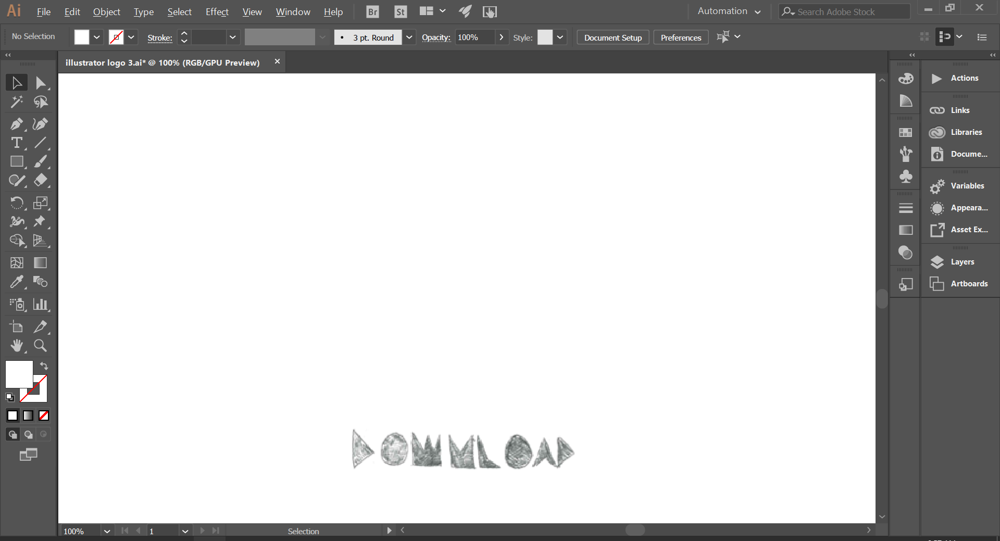 Ai File Edit Object Type Select Effect View Window Help Br St Automation Search Adobe Stock
No Selection Stroke: 3 pt. Round Opacity: 100% Style: Document Setup Preferences
illustrator logo 3.ai* @ 100% (RGB/GPU Preview)
Actions
Links
Libraries
Docume...
Variables
Appeara...
Asset Ex...
Layers
Artboards
DOWNLOAD
100% 1 Selection